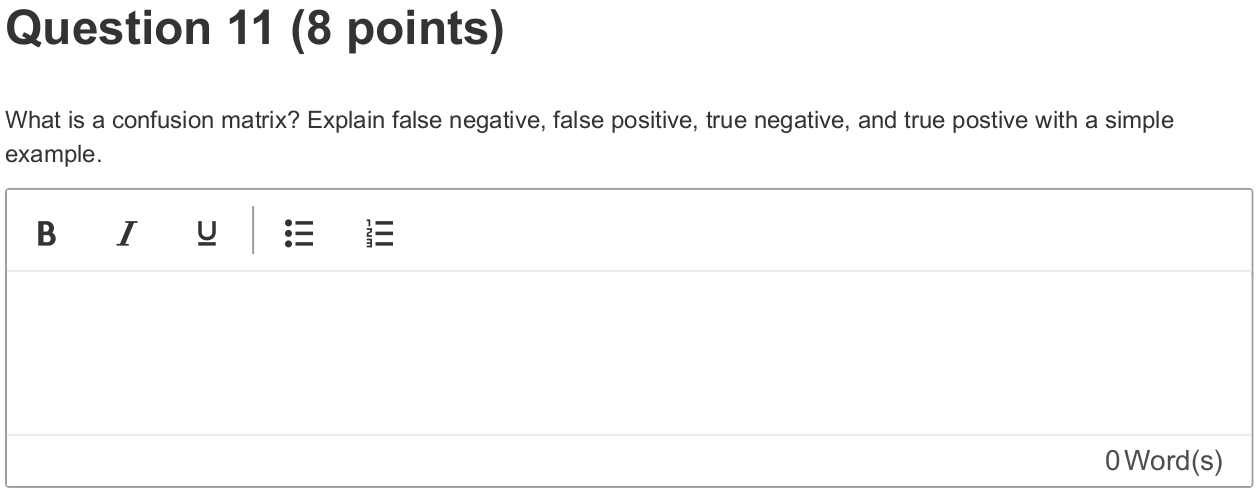 Question 11 (8 points)
What is a confusion matrix? Explain false negative, false positive, true negative, and true postive with a simple
example.
B I U
0 Word(s)